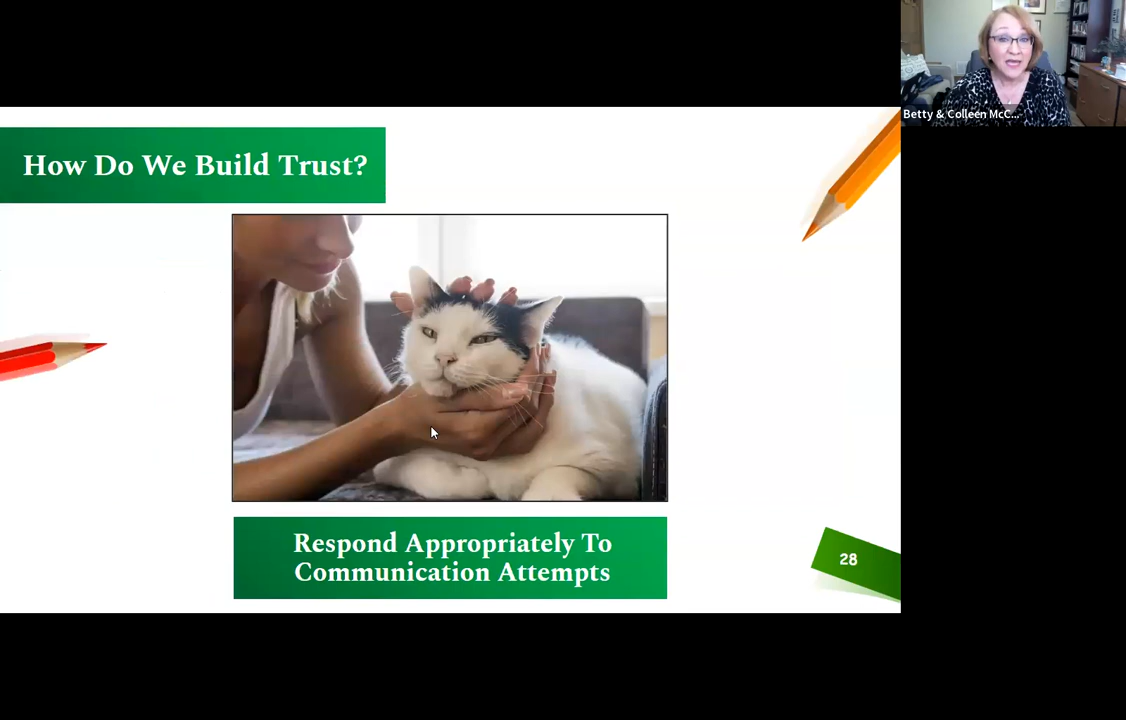 How Do We Build Trust?
Betty & Colleen McC...
Respond Appropriately To
Communication Attempts
28